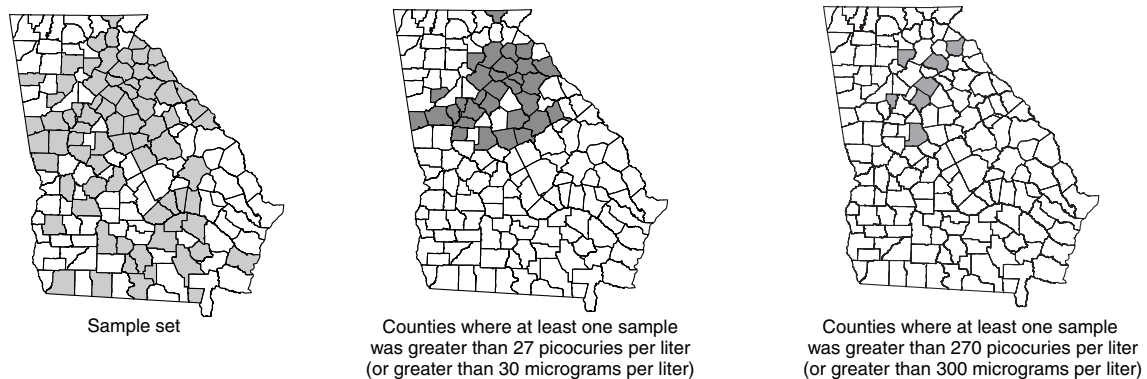 Sample set
Counties where at least one sample
was greater than 27 picocuries per liter
(or greater than 30 micrograms per liter)
Counties where at least one sample
was greater than 270 picocuries per liter
(or greater than 300 micrograms per liter)